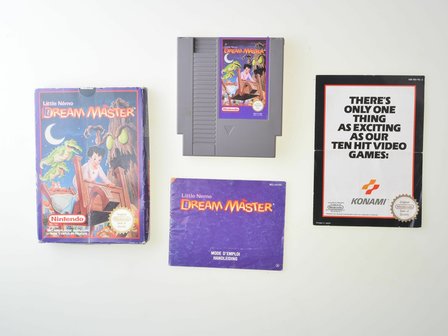 Little Nemo
DREAM MASTER
Nintendo
Little Nemo
DREAM MASTER
Nintendo
Little Nemo
DREAM MASTER
MODE D'EMPLOI
HANDLEIDING
THERE'S
ONLY ONE
THING
AS EXCITING
AS OUR
TEN HIT VIDEO
GAMES:
KONAMI